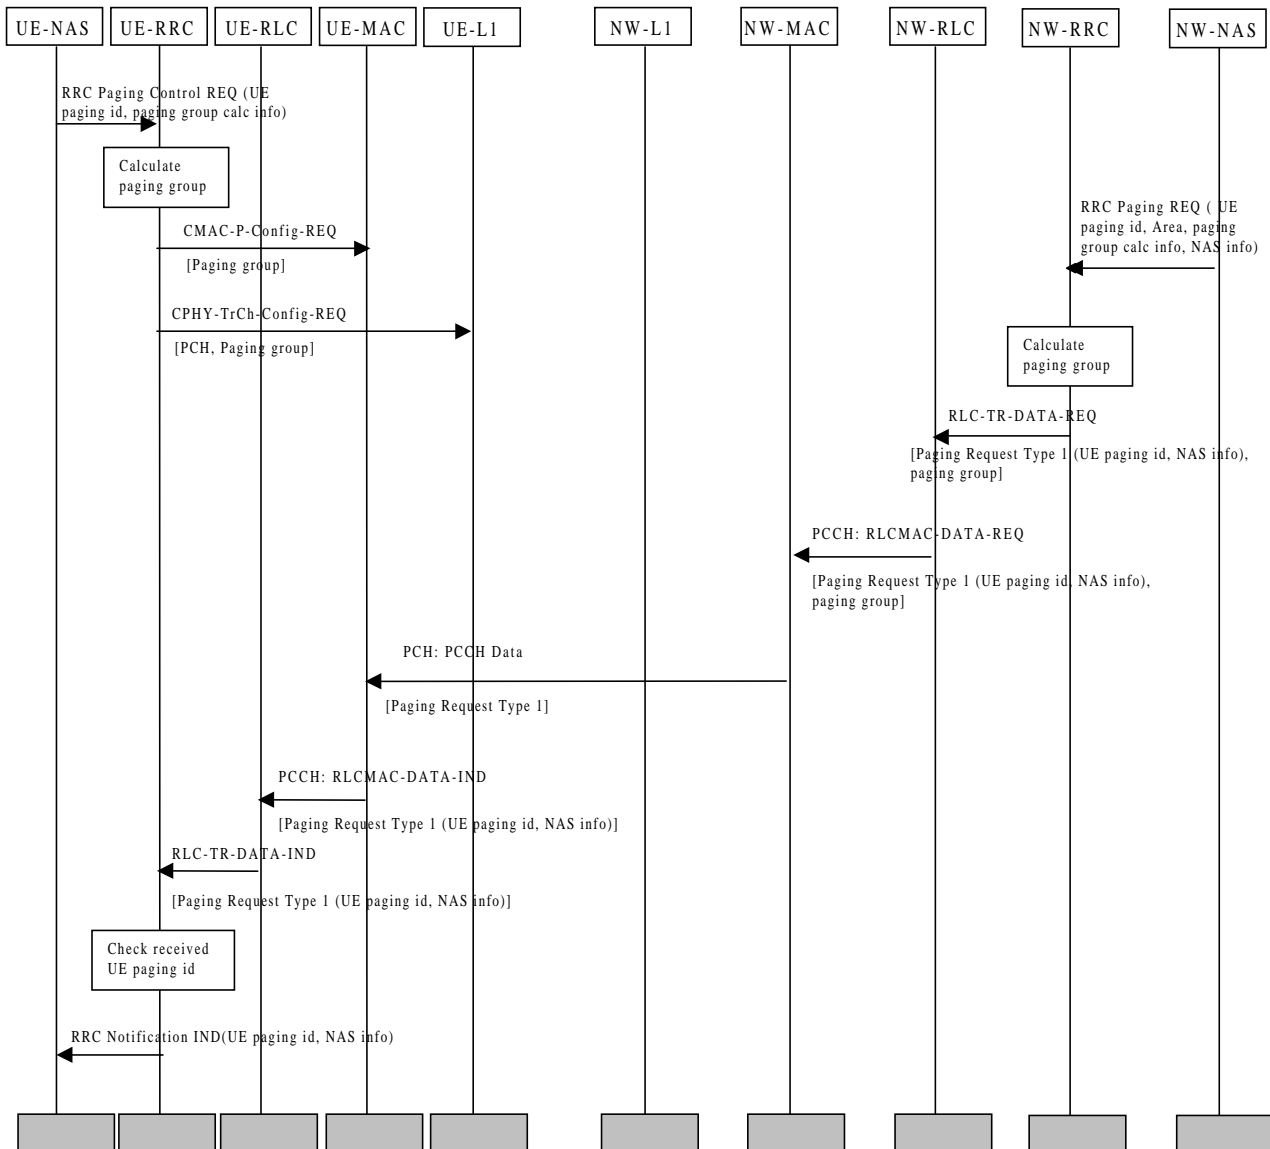 UE-NAS
UE-RRC
UE-RLC
UE-MAC
UE-L1
NW-L1
NW-MAC
NW-RLC
NW-RRC
NW-NAS
RRC Paging Control REQ (UE
paging id, paging group calc info)
Calculate
paging group
RRC Paging REQ ( UE
paging id, Area, paging
group calc info, NAS info)
CMAC-P-Config-REQ
[Paging group]
CPHY-TrCh-Config-REQ
[PCH, Paging group]
Calculate
paging group
RLC-TR-DATA-REQ
[Paging Request Type 1 (UE paging id, NAS info),
paging group]
PCCH: RLCMAC-DATA-REQ
[Paging Request Type 1 (UE paging id, NAS info),
paging group]
PCH: PCCH Data
[Paging Request Type 1]
PCCH: RLCMAC-DATA-IND
[Paging Request Type 1 (UE paging id, NAS info)]
RLC-TR-DATA-IND
[Paging Request Type 1 (UE paging id, NAS info)]
Check received
UE paging id
RRC Notification IND(UE paging id, NAS info)